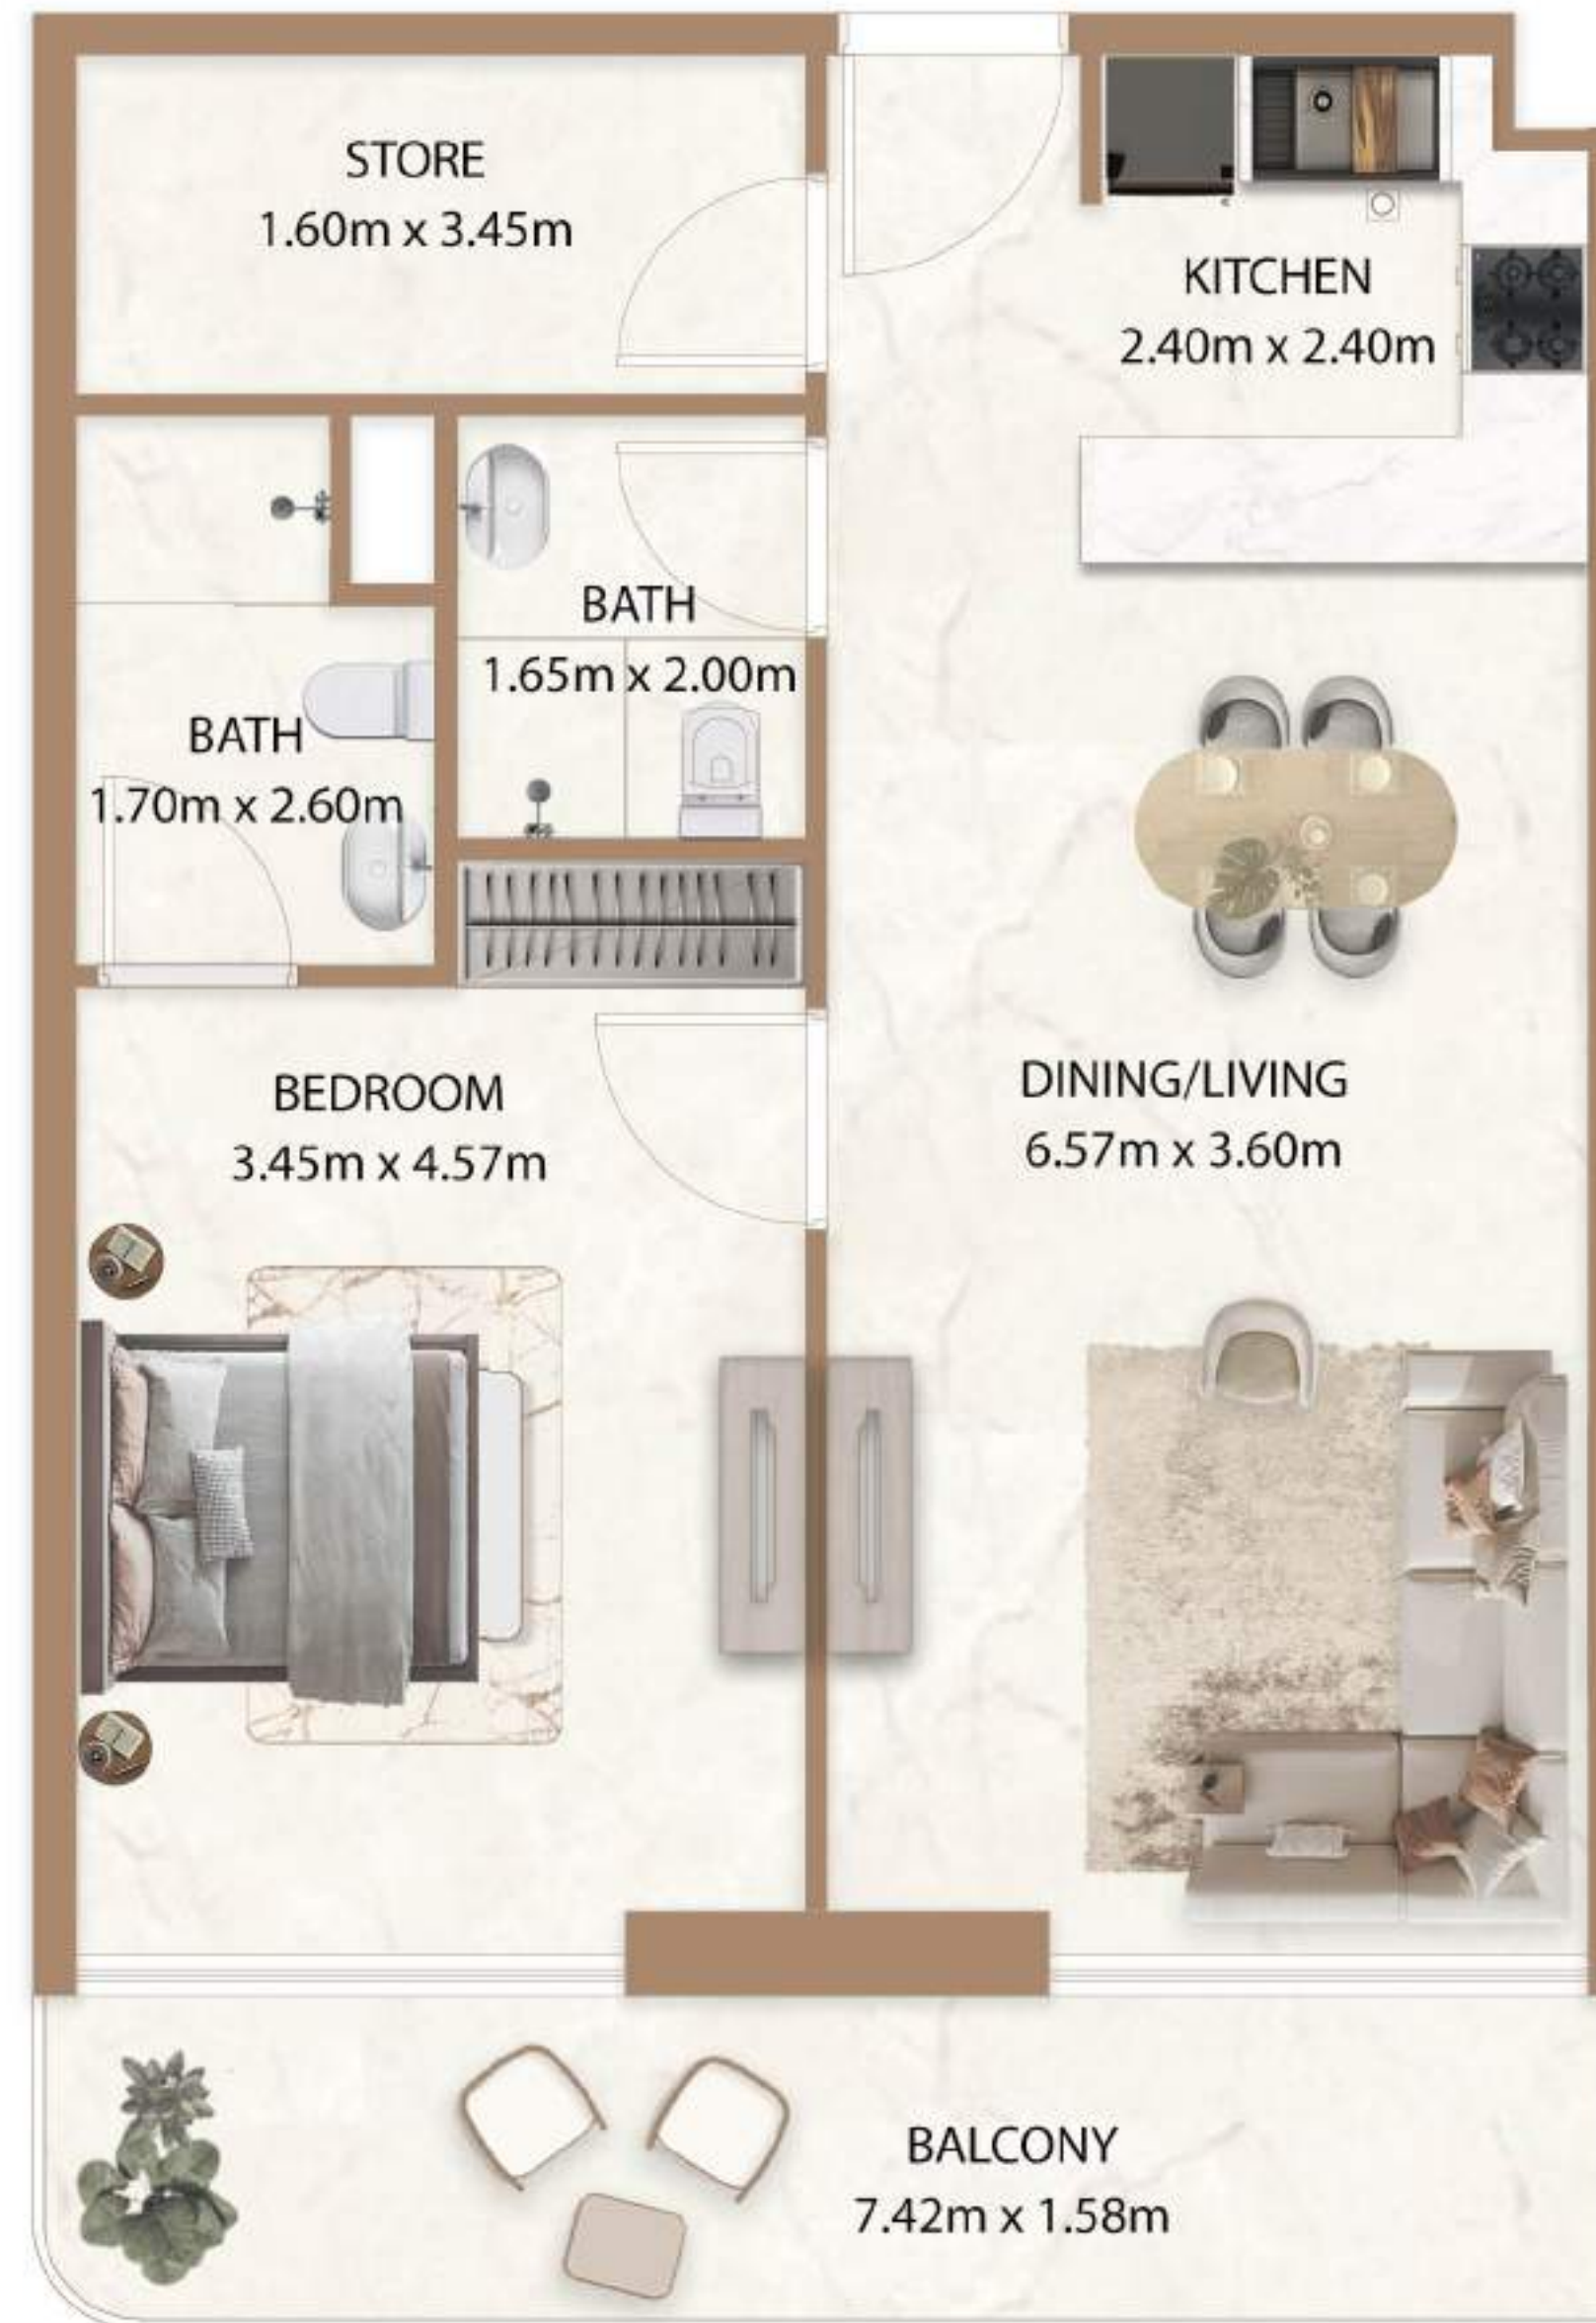 STORE
1.60m x 3.45m
KITCHEN
2.40m x 2.40m
BATH
1.65m x 2.00m
BATH
1.70m x 2.60m
BEDROOM
3.45m x 4.57m
DINING/LIVING
6.57m x 3.60m
BALCONY
7.42m x 1.58m